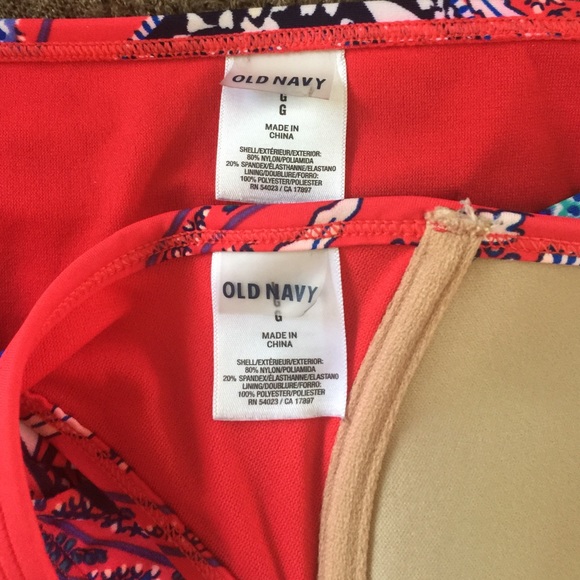 OLD NAVY
G
G
MADE IN
CHINA
SHELL/EXTÉRIEUR/EXTERIOR:
80% NYLON/POLIAMIDA
20% SPANDEX/ÉLASTHANNE/ELASTANO
LINING/DOUBLURE/FORRO:
100% POLYESTER/POLIESTER
RN 54023 / CA 17897
OLD NAVY
G
G
MADE IN
CHINA
SHELL/EXTÉRIEUR/EXTERIOR:
80% NYLON/POLIAMIDA
20% SPANDEX/ÉLASTHANNE/ELASTANO
LINING/DOUBLURE/FORRO:
100% POLYESTER/POLIESTER
RN 54023 / CA 17897